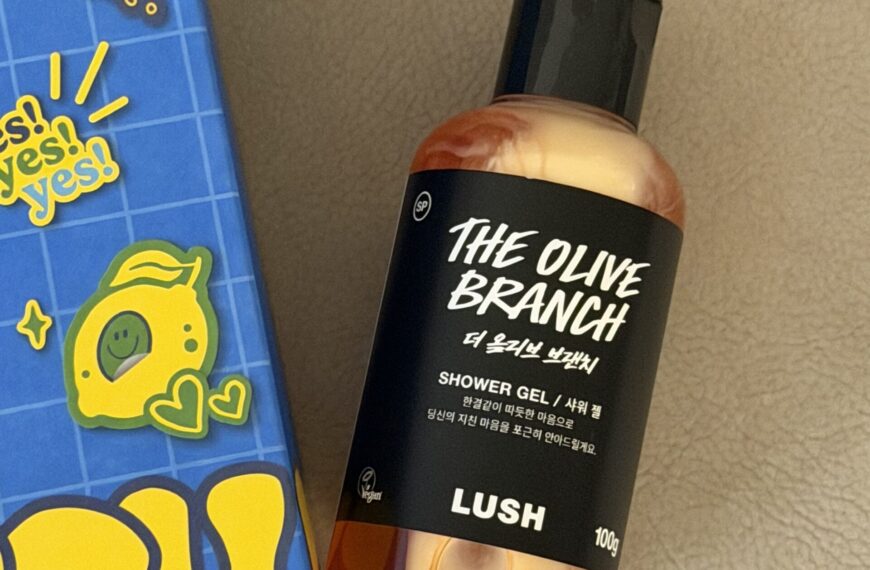 yes!
yes!
SP
THE OLIVE
BRANCH
더 올리브 브랜치
SHOWER GEL / 샤워 젤
한결같이 따뜻한 마음으로
당신의 지친 마음을 포근히 안아드릴게요.
Vegan
LUSH
100g